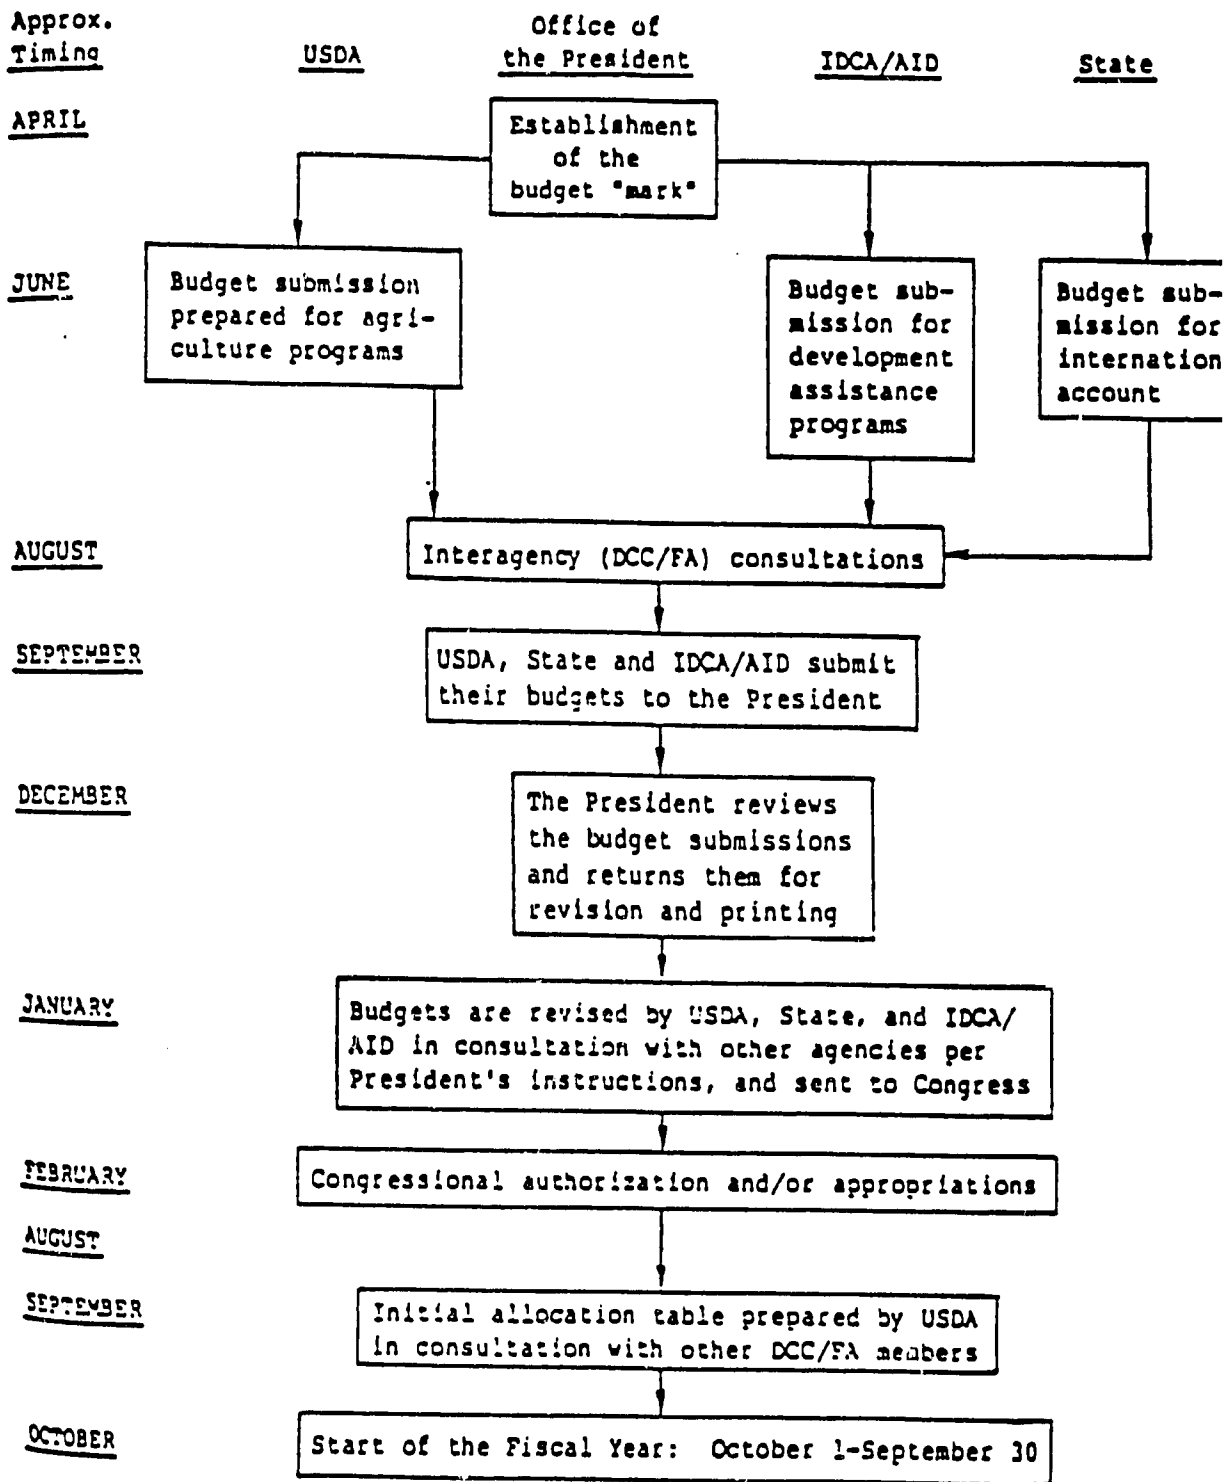 Approx.
Timing
USDA
Office of
the President
IDCA/AID
State
APRIL
Establishment
of the
budget "mark"
JUNE
Budget submission
prepared for agri-
culture programs
Budget sub-
mission for
development
assistance
programs
Budget sub-
mission for
internation
account
AUGUST
Interagency (DCC/FA) consultations
SEPTEMBER
USDA, State and IDCA/AID submit
their budgets to the President
DECEMBER
The President reviews
the budget submissions
and returns them for
revision and printing
JANUARY
Budgets are revised by USDA, State, and IDCA/
AID in consultation with other agencies per
President's instructions, and sent to Congress
FEBRUARY
Congressional authorization and/or appropriations
AUGUST
SEPTEMBER
Initial allocation table prepared by USDA
in consultation with other DCC/FA members
OCTOBER
Start of the Fiscal Year: October 1-September 30